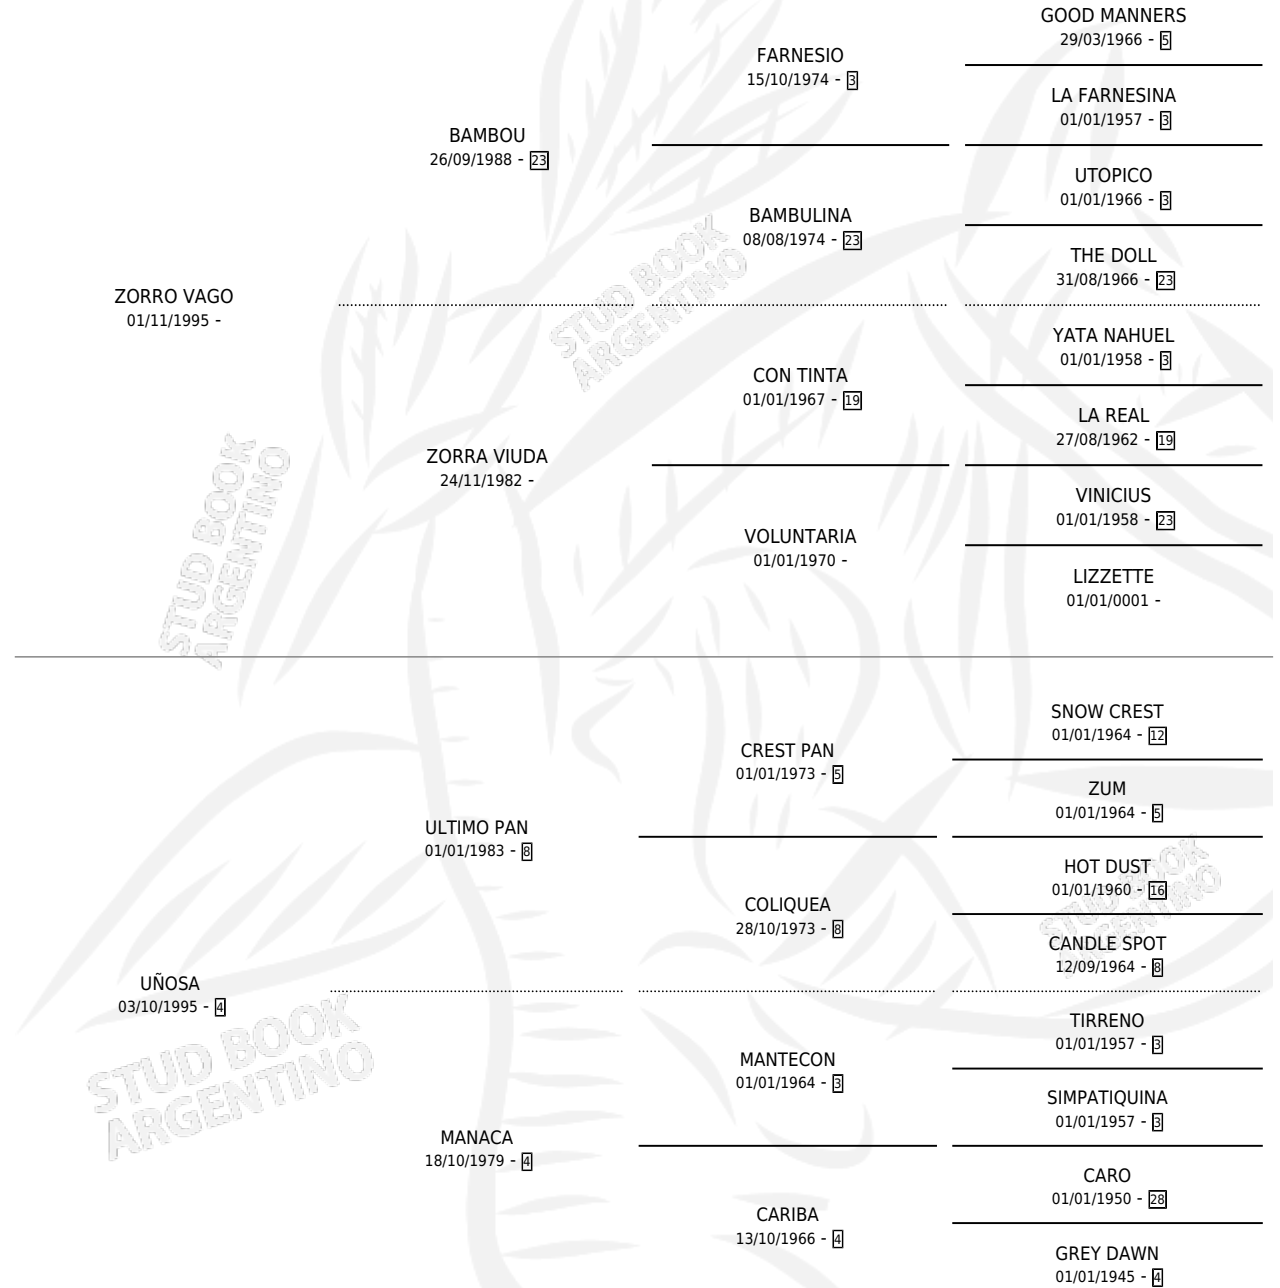 GOOD MANNERS
29/03/1966 - 5
FARNESIO
15/10/1974 - 3
LA FARNESINA
01/01/1957 - 3
BAMBOU
26/09/1988 - 23
UTOPICO
01/01/1966 - 3
BAMBULINA
08/08/1974 - 23
THE DOLL
31/08/1966 - 23
ZORRO VAGO
01/11/1995 -
YATA NAHUEL
01/01/1958 - 3
CON TINTA
01/01/1967 - 19
LA REAL
27/08/1962 - 19
ZORRA VIUDA
24/11/1982 -
VINICIUS
01/01/1958 - 23
VOLUNTARIA
01/01/1970 -
LIZZETTE
01/01/0001 -
SNOW CREST
01/01/1964 - 12
CREST PAN
01/01/1973 - 5
ZUM
01/01/1964 - 5
ULTIMO PAN
01/01/1983 - 8
HOT DUST
01/01/1960 - 16
COLIQUEA
28/10/1973 - 8
CANDLE SPOT
12/09/1964 - 8
UÑOSA
03/10/1995 - 4
TIRRENO
01/01/1957 - 3
MANTECON
01/01/1964 - 3
SIMPATIQUINA
01/01/1957 - 3
MANACA
18/10/1979 - 4
CARO
01/01/1950 - 28
CARIBA
13/10/1966 - 4
GREY DAWN
01/01/1945 - 4
STUD BOOK
ARGENTINO
STUD BOOK
ARGENTINO
STUD BOOK
ARGENTINO
STUD BOOK
ARGENTINO